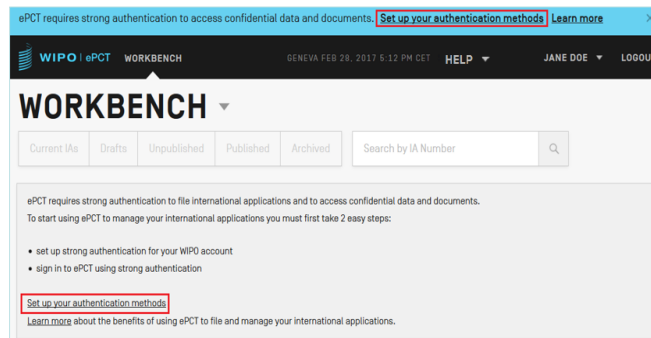 ePCT requires strong authentication to access confidential data and documents. Set up your authentication methods Learn more
WIPO | ePCT WORKBENCH GENEVA FEB 28, 2017 5:12 PM CET HELP JANE DOE LOGOU
WORKBENCH
Current IAs Drafts Unpublished Published Archived Search by IA Number
ePCT requires strong authentication to file international applications and to access confidential data and documents.
To start using ePCT to manage your international applications you must first take 2 easy steps:
• set up strong authentication for your WIPO account
• sign in to ePCT using strong authentication
Set up your authentication methods
Learn more about the benefits of using ePCT to file and manage your international applications.